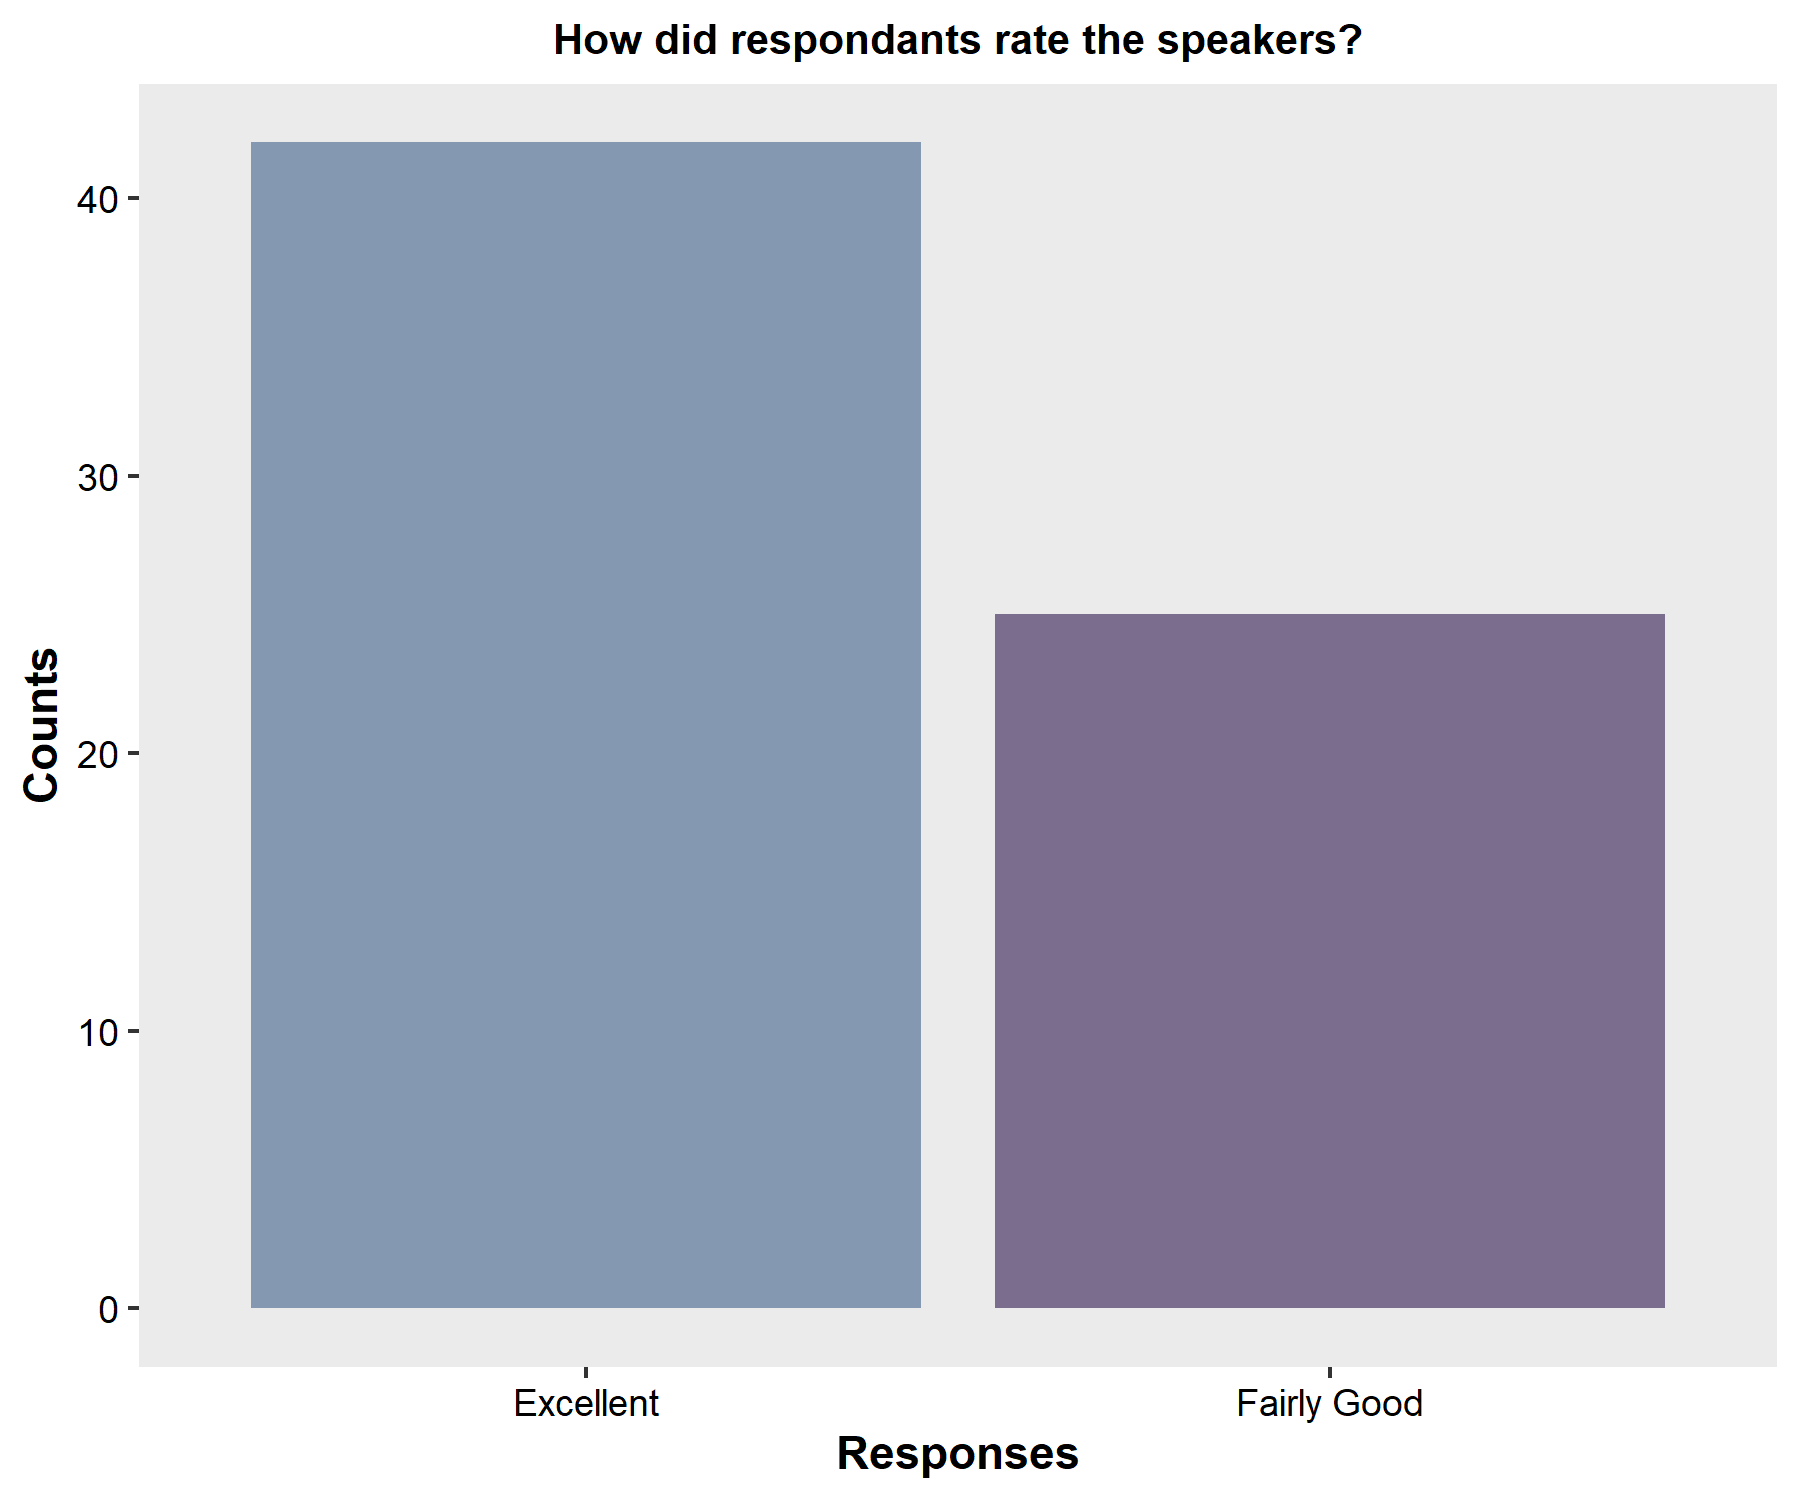 How did respondants rate the speakers?
Counts
40
30
20
10
0
Excellent
Fairly Good
Responses